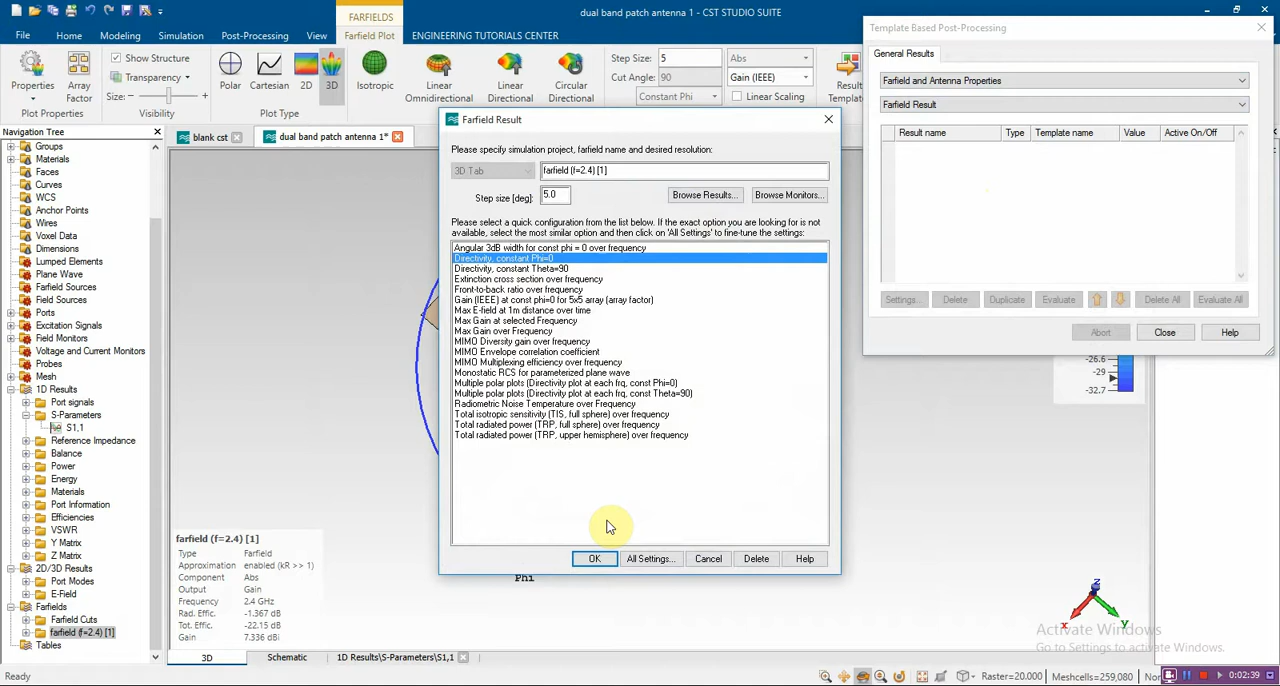 FARFIELDS
dual band patch antenna 1 - CST STUDIO SUITE
File Home Modeling Simulation Post-Processing View Farfield Plot ENGINEERING TUTORIALS CENTER
Properties
Array
Factor
Plot Properties
Show Structure
Transparency
Size: - +
Visibility
Polar Cartesian 2D 3D
Plot Type
Isotropic
Linear
Omnidirectional
Linear
Directional
Circular
Directional
Step Size: 5 Abs
Cut Angle: 90 Gain (IEEE)
Constant Phi Linear Scaling
Result
Template
Template Based Post-Processing
General Results
Farfield and Antenna Properties
Farfield Result
Result name Type Template name Value Active On/Off
Settings... Delete Duplicate Evaluate Delete All Evaluate All
Abort Close Help
Navigation Tree
Groups
Materials
Faces
Curves
WCS
Anchor Points
Wires
Voxel Data
Dimensions
Lumped Elements
Plane Wave
Farfield Sources
Field Sources
Ports
Excitation Signals
Field Monitors
Voltage and Current Monitors
Probes
Mesh
1D Results
Port signals
S-Parameters
S1,1
Reference Impedance
Balance
Power
Energy
Materials
Port Information
Efficiencies
VSWR
Y Matrix
Z Matrix
2D/3D Results
Port Modes
E-Field
Farfields
Farfield Cuts
farfield (f=2.4) [1]
Tables
blank cst
dual band patch antenna 1*
Farfield Result
Please specify simulation project, farfield name and desired resolution:
3D Tab farfield (f=2.4) [1]
Step size [deg]: 5.0 Browse Results... Browse Monitors...
Please select a quick configuration from the list below. If the exact option you are looking for is not
available, select the most similar option and then click on 'All Settings' to fine-tune the settings:
Angular 3dB width for const phi = 0 over frequency
Directivity, constant Phi=0
Directivity, constant Theta=90
Extinction cross section over frequency
Front-to-back ratio over frequency
Gain (IEEE) at const phi=0 for 5x5 array (array factor)
Max E-field at 1m distance over time
Max Gain at selected Frequency
Max Gain over Frequency
MIMO Diversity gain over frequency
MIMO Envelope correlation coefficient
MIMO Multiplexing efficiency over frequency
Monostatic RCS for parameterized plane wave
Multiple polar plots (Directivity plot at each frq, const Phi=0)
Multiple polar plots (Directivity plot at each frq, const Theta=90)
Radiometric Noise Temperature over Frequency
Total isotropic sensitivity (TIS, full sphere) over frequency
Total radiated power (TRP, full sphere) over frequency
Total radiated power (TRP, upper hemisphere) over frequency
OK All Settings... Cancel Delete Help
Phi
-26.6
-29
-32.7
farfield (f=2.4) [1]
Type Farfield
Approximation enabled (kR >> 1)
Component Abs
Output Gain
Frequency 2.4 GHz
Rad. Effic. -1.367 dB
Tot. Effic. -22.15 dB
Gain 7.336 dBi
z
x
y
Activate Windows
Go to Settings to activate Windows.
3D Schematic 1D Results\S-Parameters\S1,1
Ready
Raster=20.000 Meshcells=259,080
00:02:39